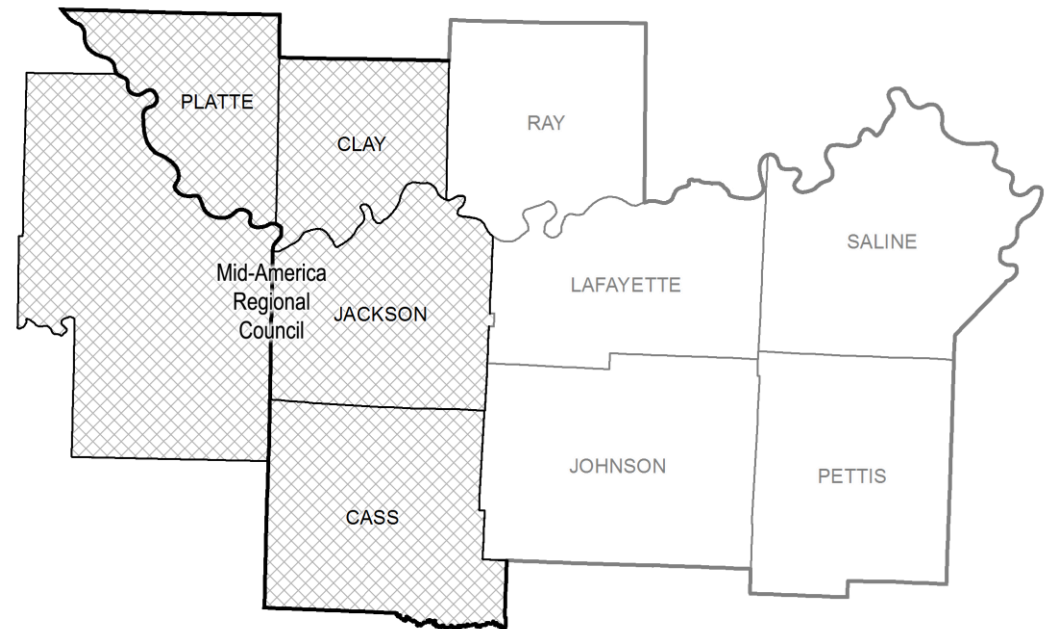 PLATTE
CLAY
RAY
SALINE
Mid-America
Regional
Council
JACKSON
LAFAYETTE
CASS
JOHNSON
PETTIS